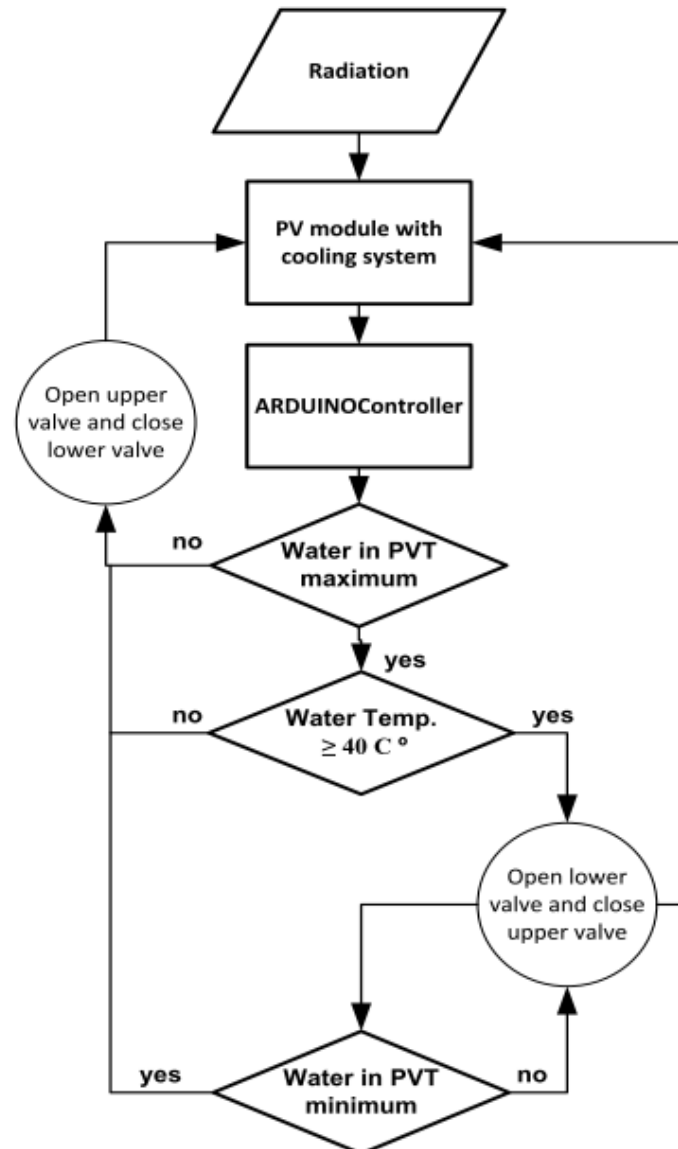 Radiation
PV module with
cooling system
ARDUINOController
Open upper
valve and close
lower valve
no
Water in PVT
maximum
yes
no
Water Temp.
≥ 40 C º
yes
Open lower
valve and close
upper valve
yes
Water in PVT
minimum
no